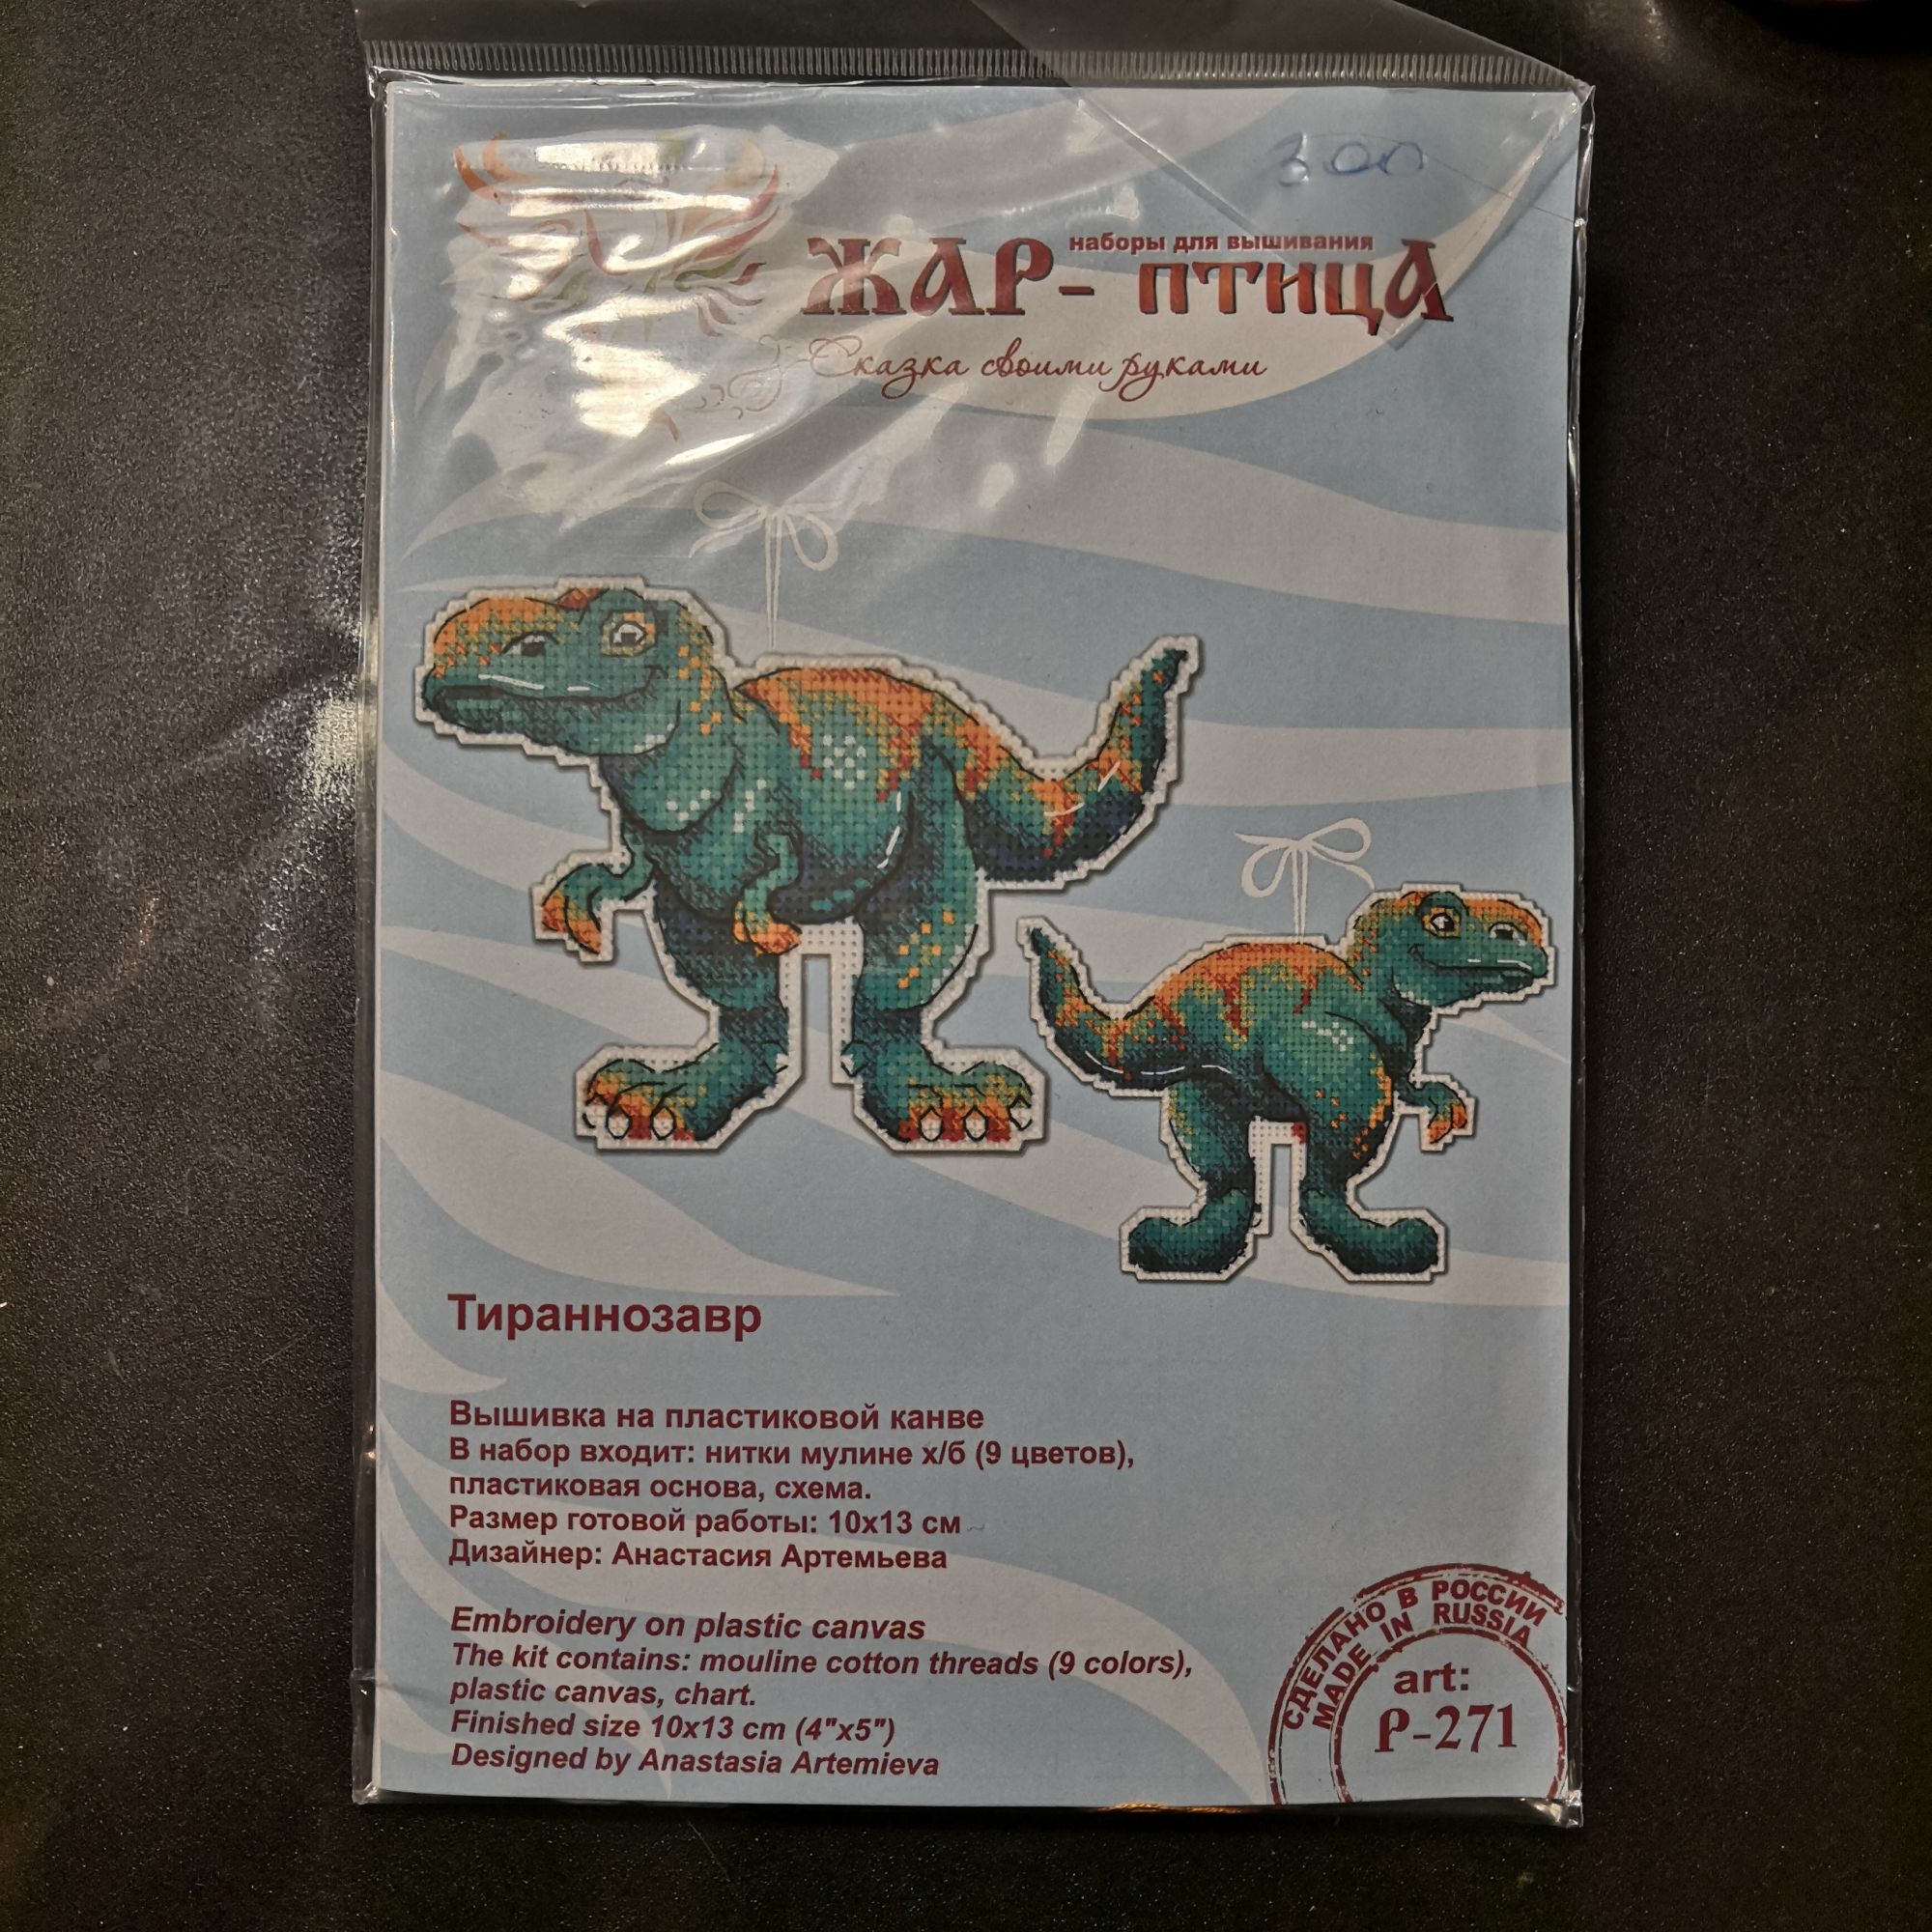 300
наборы для вышивания
ЖАР-ПТИЦА
Сказка своими руками
Тираннозавр
Вышивка на пластиковой канве
В набор входит: нитки мулине х/б (9 цветов),
пластиковая основа, схема.
Размер готовой работы: 10х13 см
Дизайнер: Анастасия Артемьева
Embroidery on plastic canvas
The kit contains: mouline cotton threads (9 colors),
plastic canvas, chart.
Finished size 10x13 cm (4"x5")
Designed by Anastasia Artemieva
СДЕЛАНО В РОССИИ
MADE IN RUSSIA
art:
Р-271